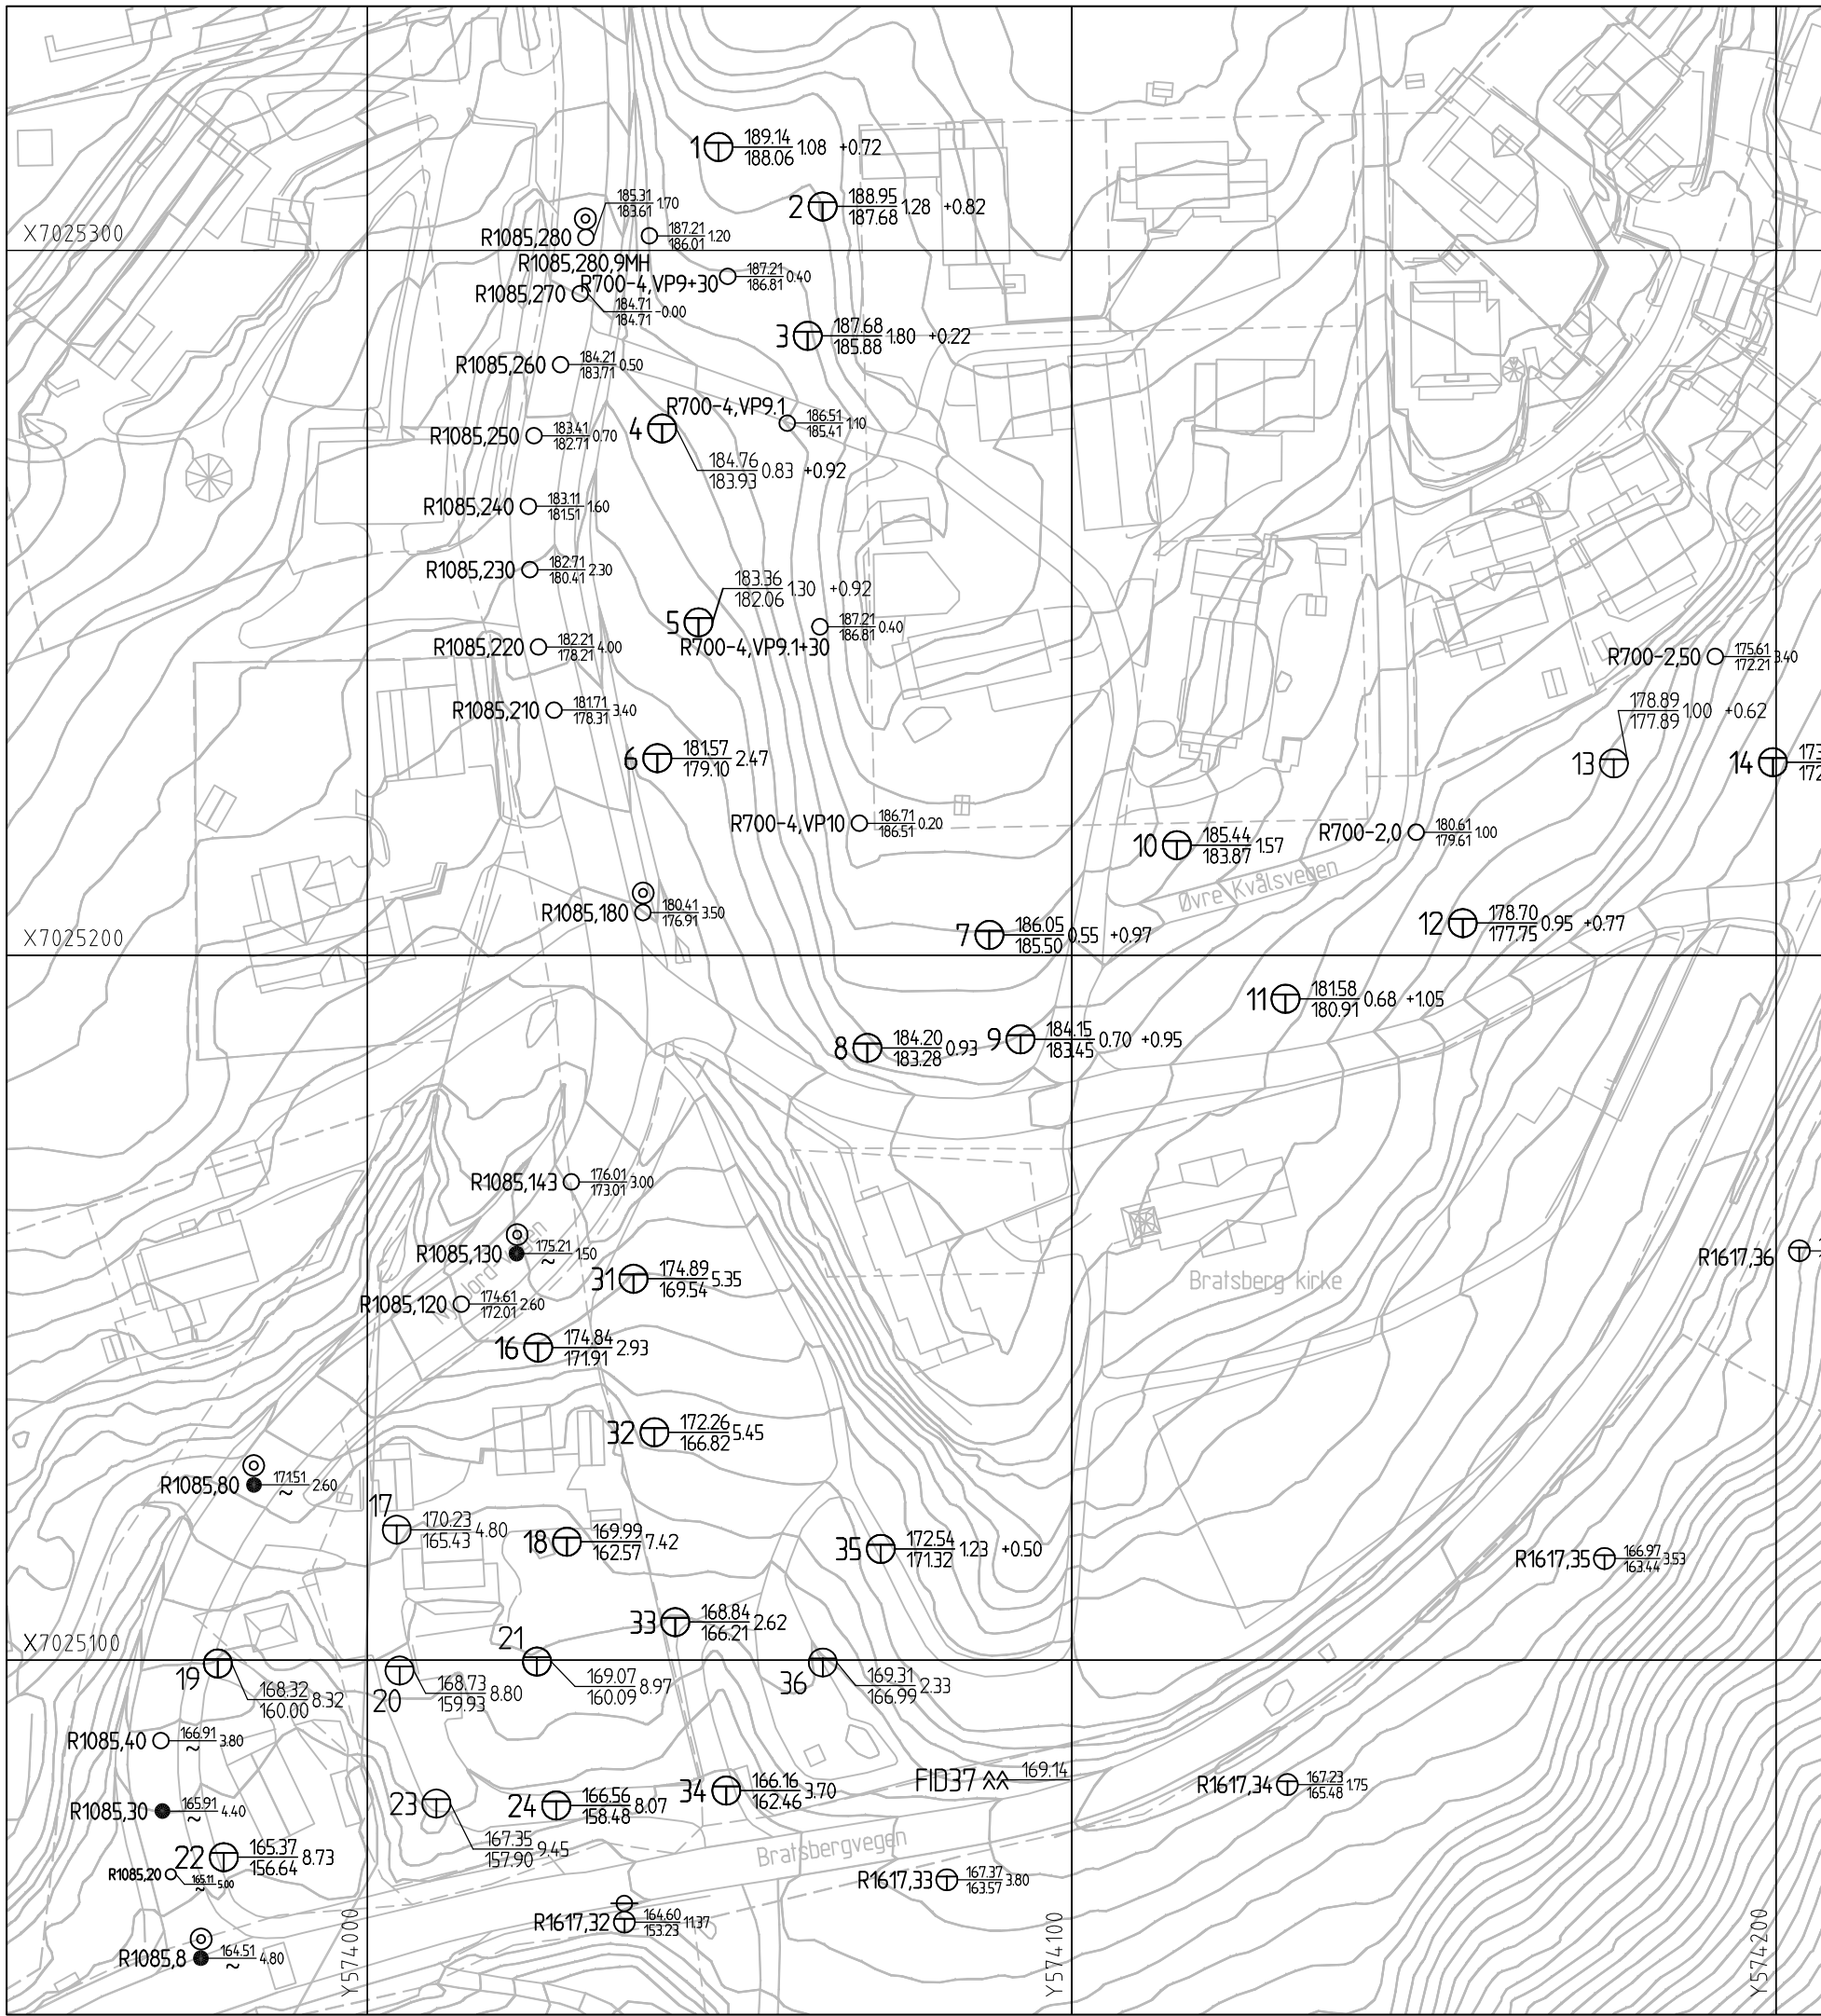 1 189.14 1.08 +0.72
188.06
2 188.95 1.28 +0.82
187.68
185.31 1.70
183.61
X7025300
R1085,280
187.21 1.20
186.01
R1085,280,9MH
R700-4,VP9+30 187.21 0.40
186.81
R1085,270
184.71 -0.00
184.71
3 187.68 1.80 +0.22
185.88
R1085,260 184.21 0.50
183.71
R700-4,VP9.1 186.51 1.10
185.41
4
184.76 0.83 +0.92
183.93
R1085,250 183.41 0.70
182.71
R1085,240 183.11 1.60
181.51
R1085,230 182.71 2.30
180.41
183.36 1.30 +0.92
182.06
5
187.21 0.40
186.81
R700-4,VP9.1+30
R1085,220 182.21 4.00
178.21
R700-2,50 175.61 3.40
172.21
R1085,210 181.71 3.40
178.31
178.89 1.00 +0.62
177.89
6 181.57 2.47
179.10
13
14 173
172
R700-4,VP10 186.71 0.20
186.51
10 185.44 1.57
183.87
R700-2,0 180.61 1.00
179.61
Øvre Kvålsvegen
R1085,180 180.41 3.50
176.91
X7025200
7 186.05 0.55 +0.97
185.50
12 178.70 0.95 +0.77
177.75
11 181.58 0.68 +1.05
180.91
8 184.20 0.93
183.28
9 184.15 0.70 +0.95
183.45
R1085,143 176.01 3.00
173.01
R1085,130 175.21 1.50
~
31 174.89 5.35
169.54
R1617,36
Bratsberg kirke
R1085,120 174.61 2.60
172.01
16 174.84 2.93
171.91
32 172.26 5.45
166.82
R1085,80 171.51 2.60
~
17
170.23 4.80
165.43
18 169.99 7.42
162.57
35 172.54 1.23 +0.50
171.32
R1617,35 166.97 3.53
163.44
33 168.84 2.62
166.21
X7025100
19
168.32 8.32
160.00
20
168.73 8.80
159.93
21
169.07 8.97
160.09
36
169.31 2.33
166.99
R1085,40 166.91 3.80
~
FID37 169.14
R1617,34 167.23 1.75
165.48
R1085,30 165.91 4.40
~
23
167.35 9.45
157.90
24 166.56 8.07
158.48
34 166.16 3.70
162.46
Bratsbergvegen
22 165.37 8.73
156.64
R1085,20
165.11 5.00
~
R1617,33 167.37 3.80
163.57
R1617,32 164.60 11.37
153.23
R1085,8 164.51 4.80
~
Y574000
Y574100
Y574200